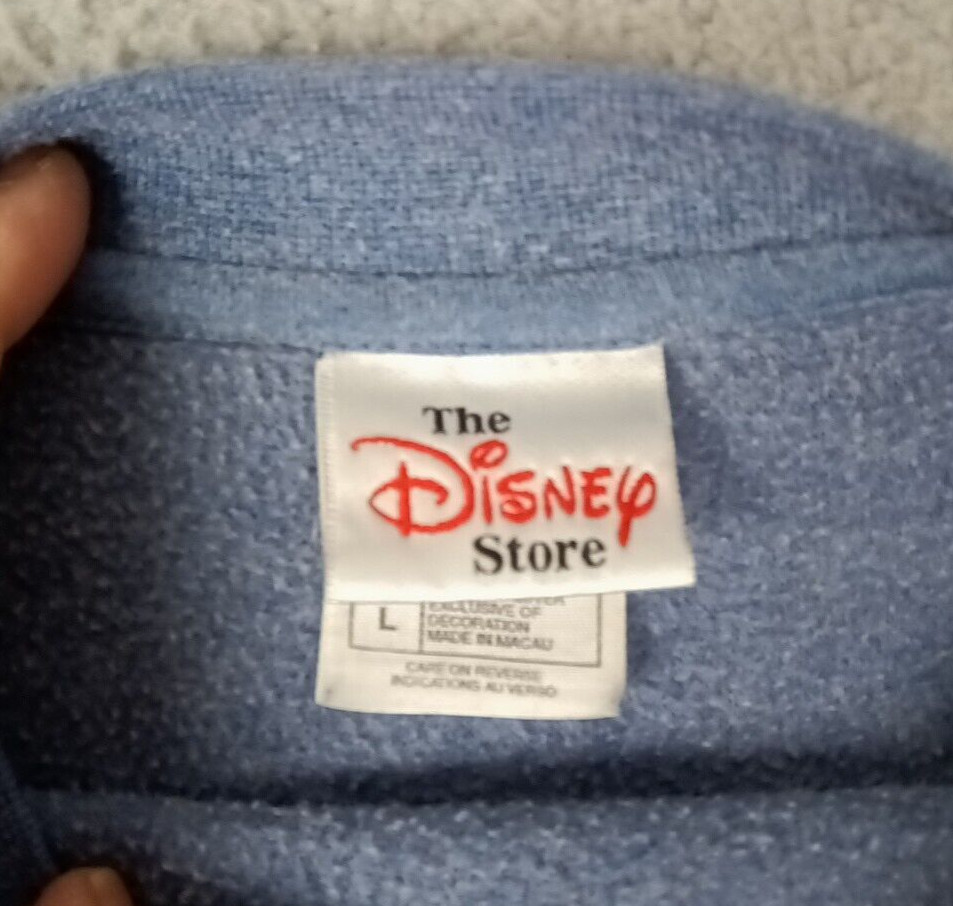 The
Disney
Store
L
EXCLUSIVE OF
DECORATION
MADE IN MACAU
CARE ON REVERSE
INDICATIONS AU VERSO